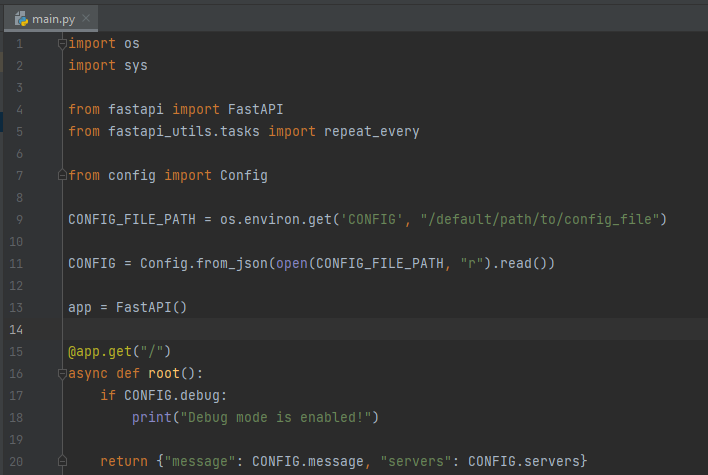 main.py
1 import os
2 import sys
3
4 from fastapi import FastAPI
5 from fastapi_utils.tasks import repeat_every
6
7 from config import Config
8
9 CONFIG_FILE_PATH = os.environ.get('CONFIG', "/default/path/to/config_file")
10
11 CONFIG = Config.from_json(open(CONFIG_FILE_PATH, "r").read())
12
13 app = FastAPI()
14
15 @app.get("/")
16 async def root():
17     if CONFIG.debug:
18         print("Debug mode is enabled!")
19
20     return {"message": CONFIG.message, "servers": CONFIG.servers}